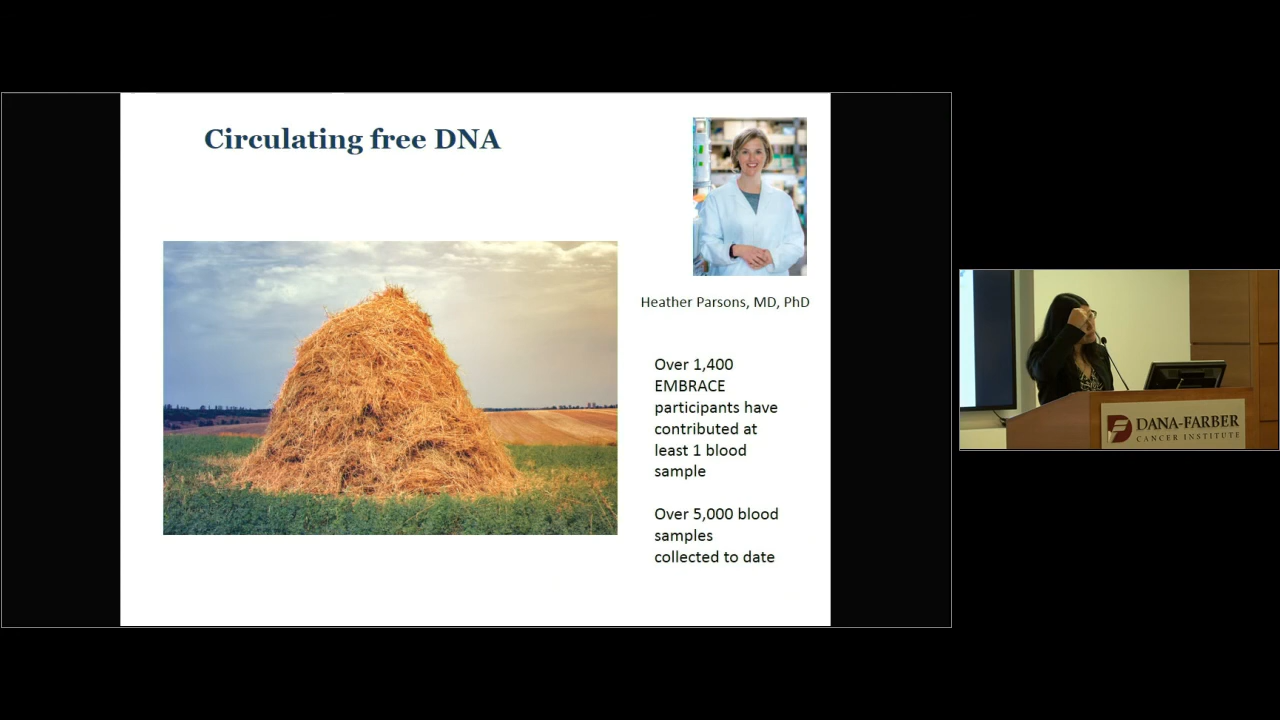 Circulating free DNA
Heather Parsons, MD, PhD
Over 1,400
EMBRACE
participants have
contributed at
least 1 blood
sample
Over 5,000 blood
samples
collected to date
DANA-FARBER
CANCER INSTITUTE